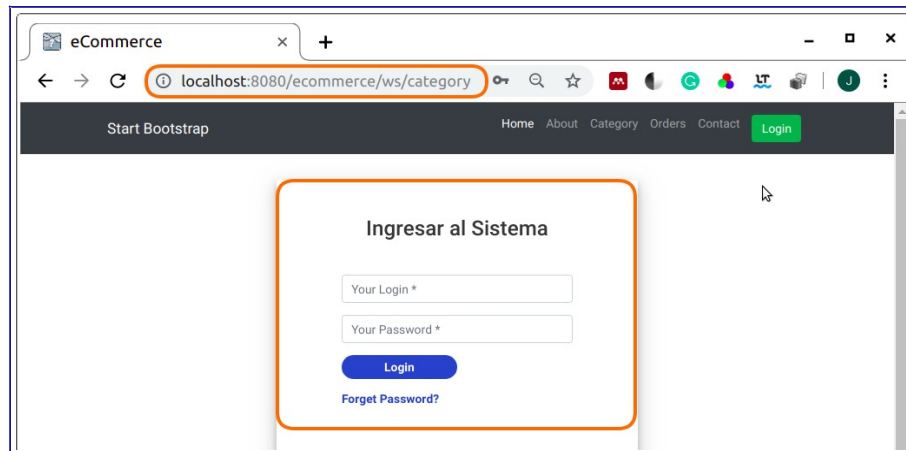 eCommerce
localhost:8080/ecommerce/ws/category
Start Bootstrap
Home About Category Orders Contact Login
Ingresar al Sistema
Your Login *
Your Password *
Login
Forget Password?